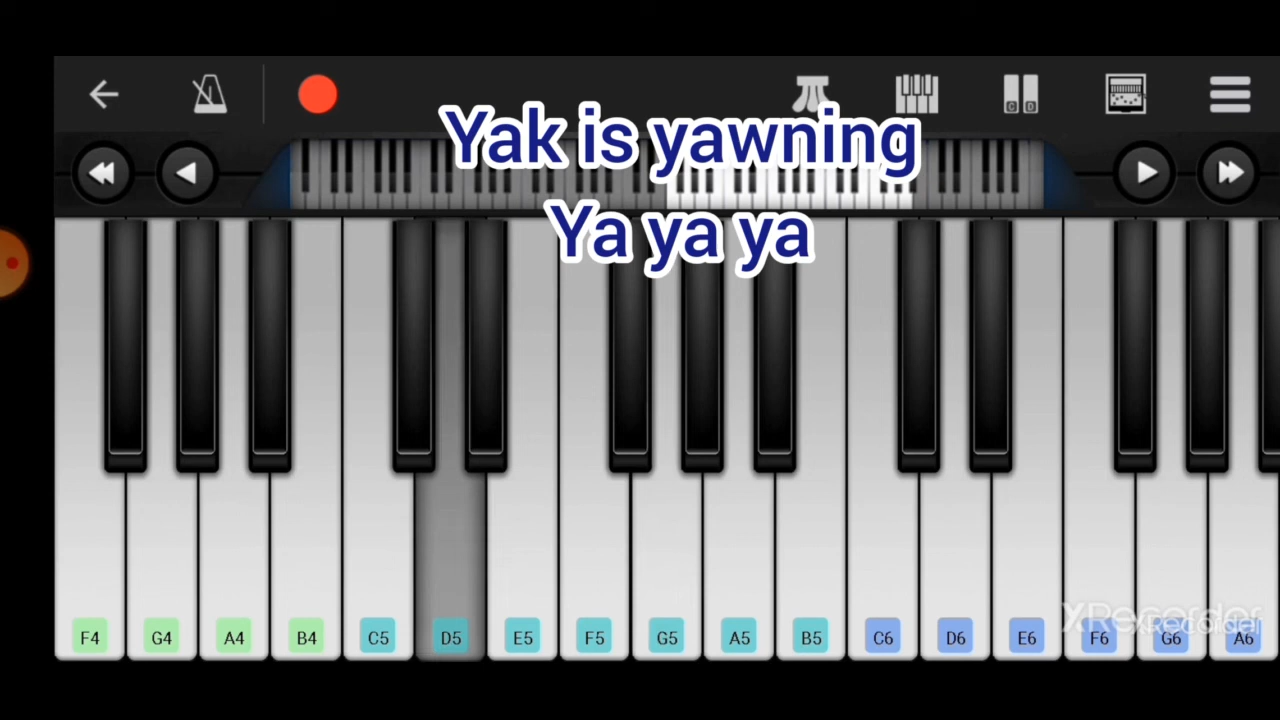 Yak is yawning
Ya ya ya
C D
F4 G4 A4 B4 C5 D5 E5 F5 G5 A5 B5 C6 D6 E6 F6 G6 A6
XRecorder
XRecorder